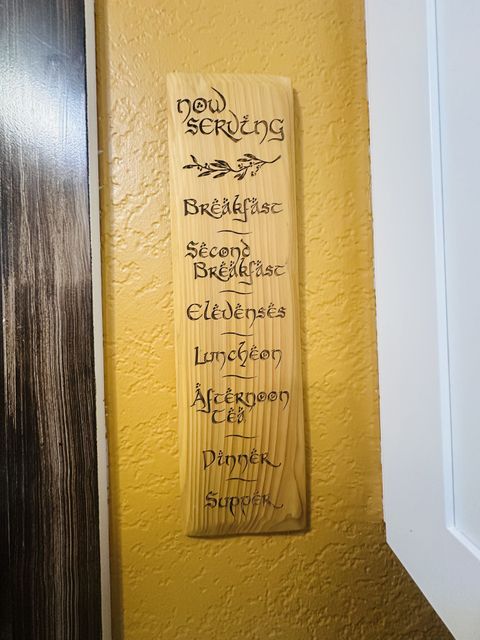 Now
Serving
Breakfast
Second
Breakfast
Elevenses
Luncheon
Afternoon
Tea
Dinner
Supper